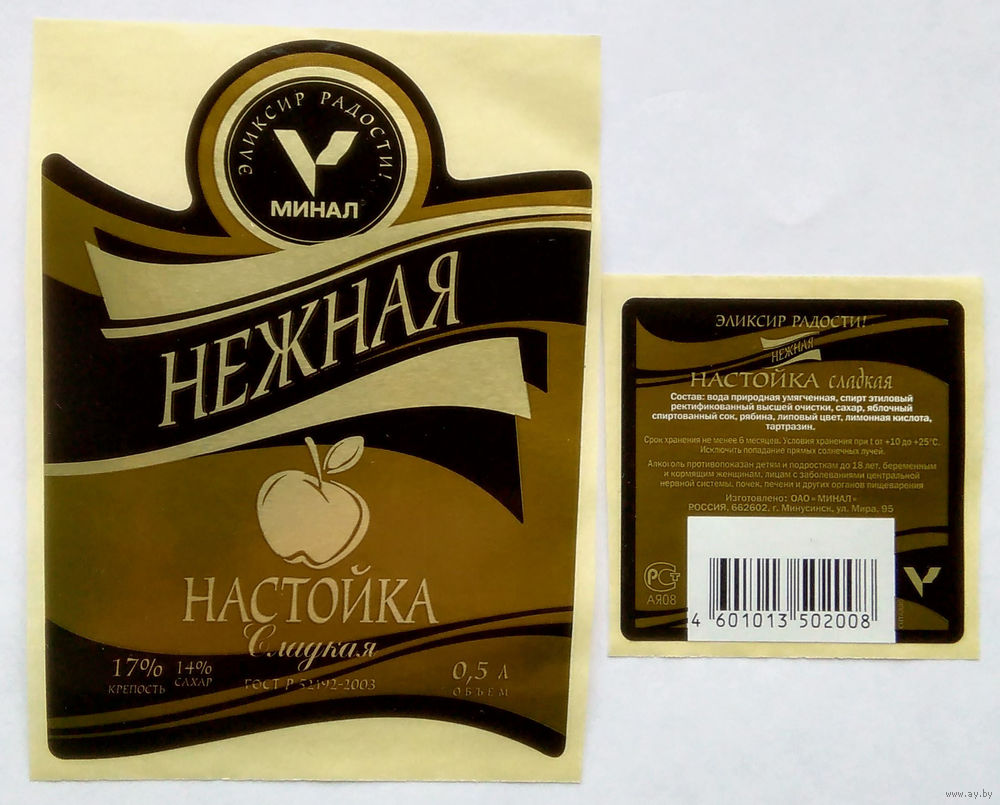 ЭЛИКСИР РАДОСТИ!
МИНАЛ
НЕЖНАЯ
НАСТОЙКА
Сладкая
17% 14%
КРЕПОСТЬ САХАР
ГОСТ Р 52192-2003
0,5 л
ОБЪЕМ
ЭЛИКСИР РАДОСТИ!
НЕЖНАЯ
НАСТОЙКА сладкая
Состав: вода природная умягченная, спирт этиловый
ректификованный высшей очистки, сахар, яблочный
спиртованный сок, рябина, липовый цвет, лимонная кислота,
тартразин.
Срок хранения не менее 6 месяцев. Условия хранения при t от +10 до +25°С.
Исключить попадание прямых солнечных лучей.
Алкоголь противопоказан детям и подросткам до 18 лет, беременным
и кормящим женщинам, лицам с заболеваниями центральной
нервной системы, почек, печени и других органов пищеварения
Изготовлено: ОАО «МИНАЛ»
РОССИЯ, 662602, г. Минусинск, ул. Мира, 95
РСТ
АЯ08
4 601013 502008
www.ay.by